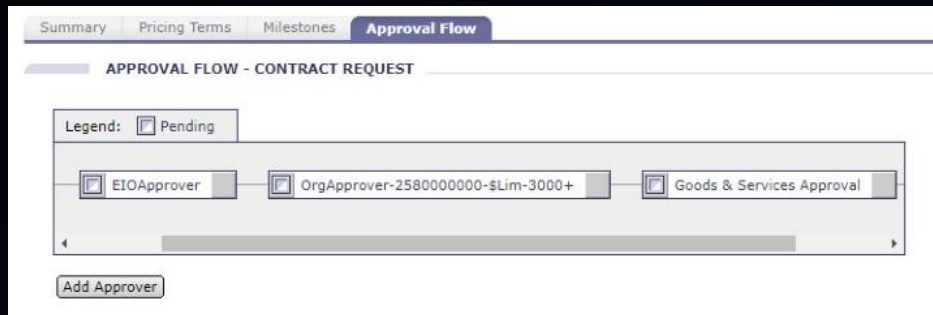 Summary Pricing Terms Milestones Approval Flow
APPROVAL FLOW - CONTRACT REQUEST
Legend: Pending
EIOApprover OrgApprover-2580000000-$Lim-3000+ Goods & Services Approval
Add Approver